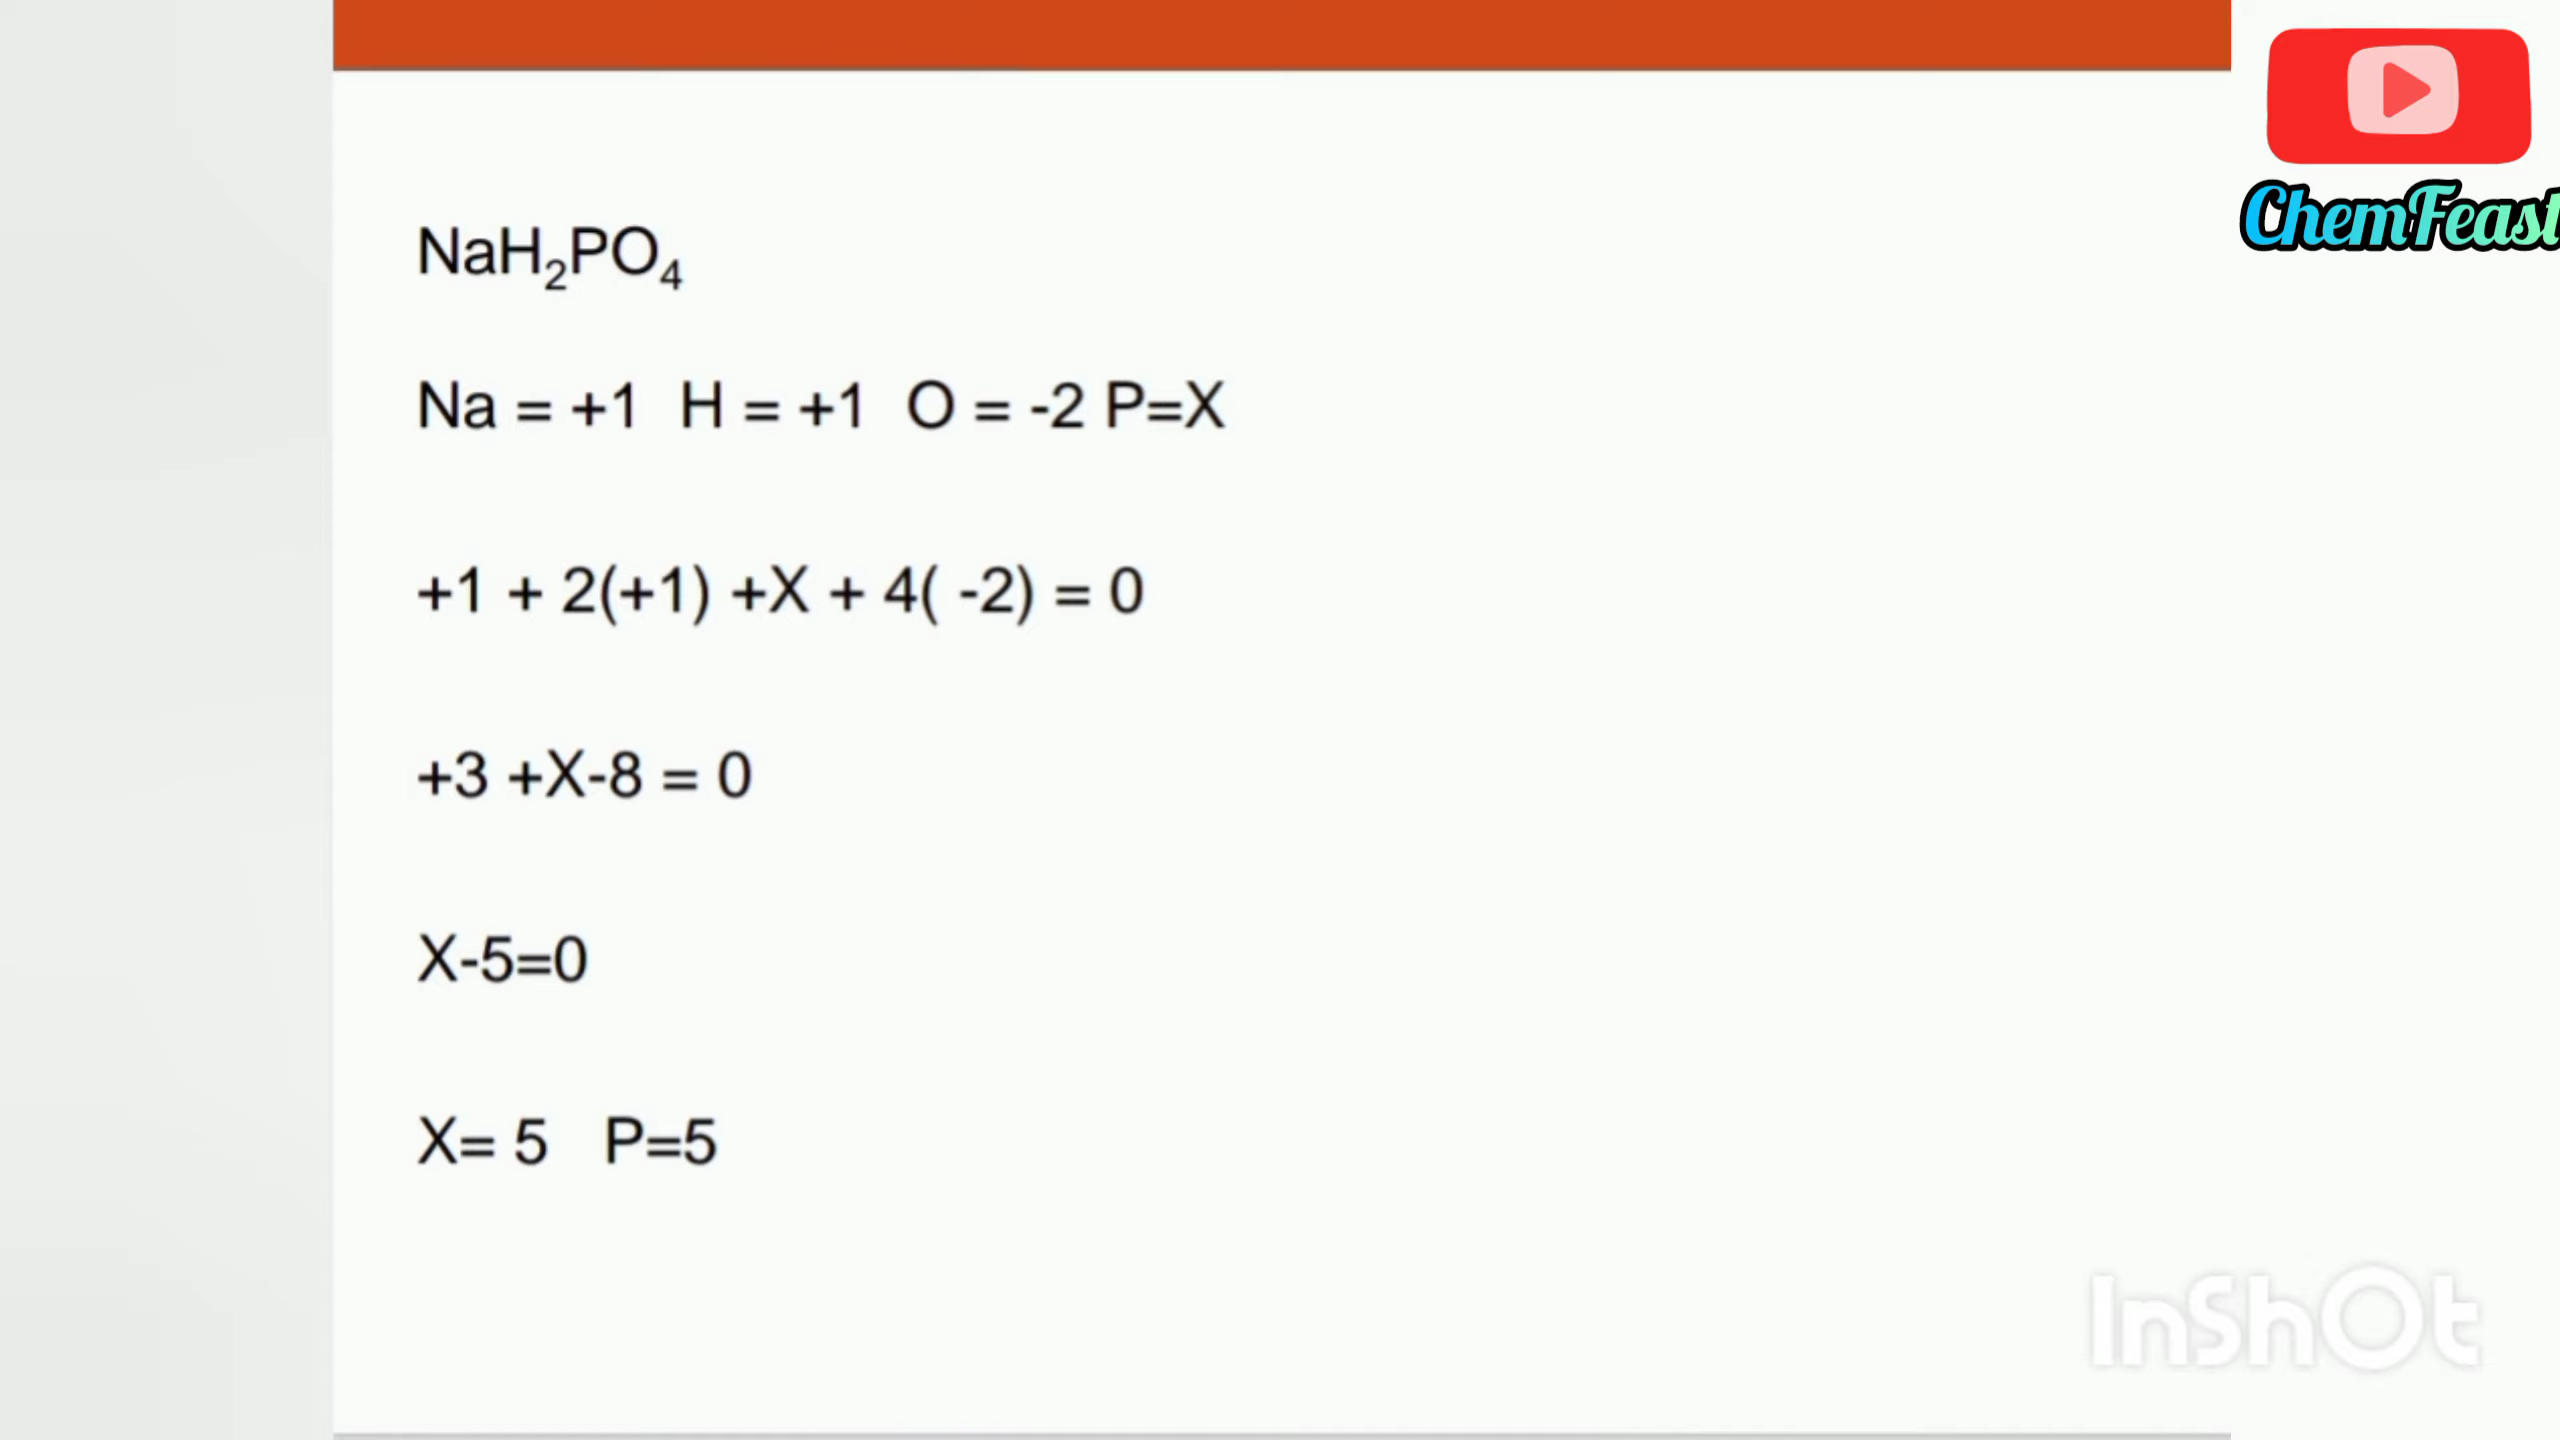 ChemFeast
NaH₂PO₄
Na = +1 H = +1 O = -2 P=X
+1 + 2(+1) +X + 4( -2) = 0
+3 +X-8 = 0
X-5=0
X= 5 P=5
InShOt